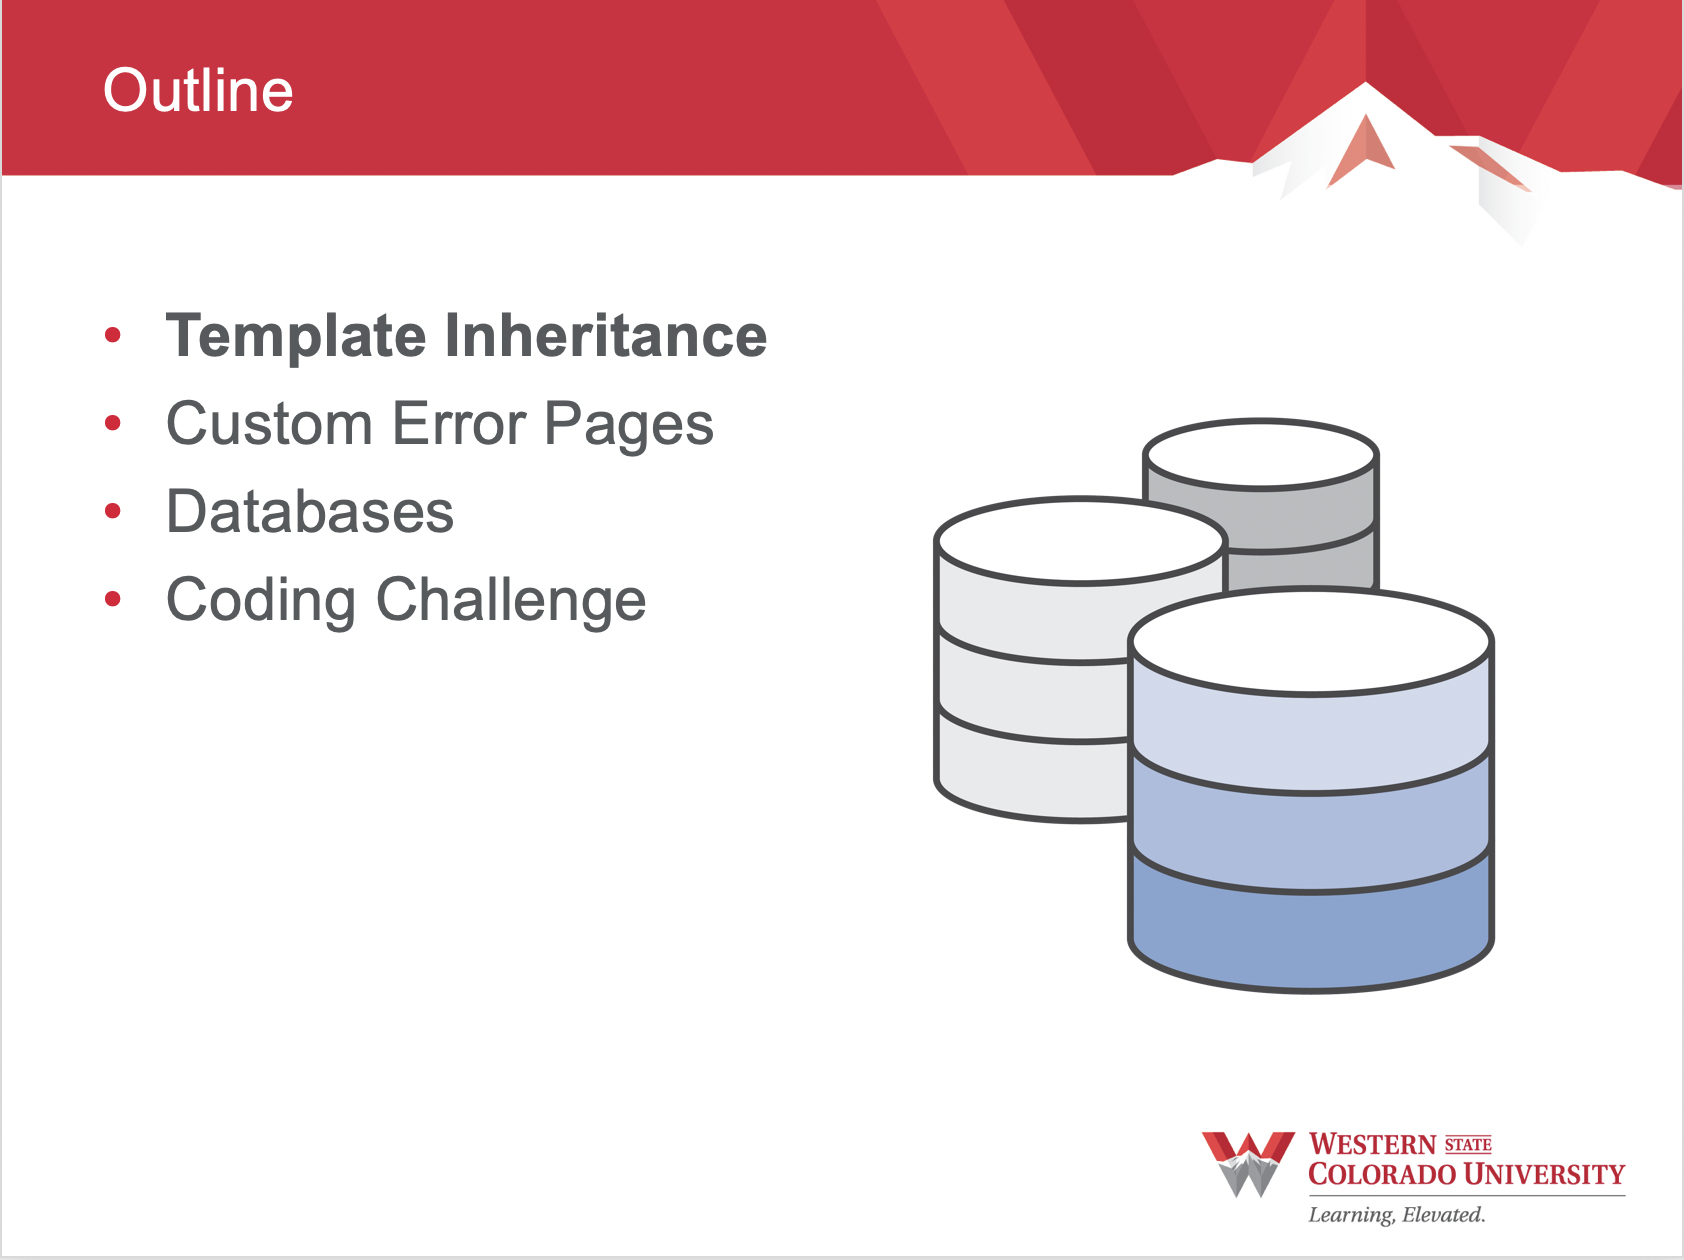 Outline
• Template Inheritance
• Custom Error Pages
• Databases
• Coding Challenge
WESTERN STATE
COLORADO UNIVERSITY
Learning, Elevated.